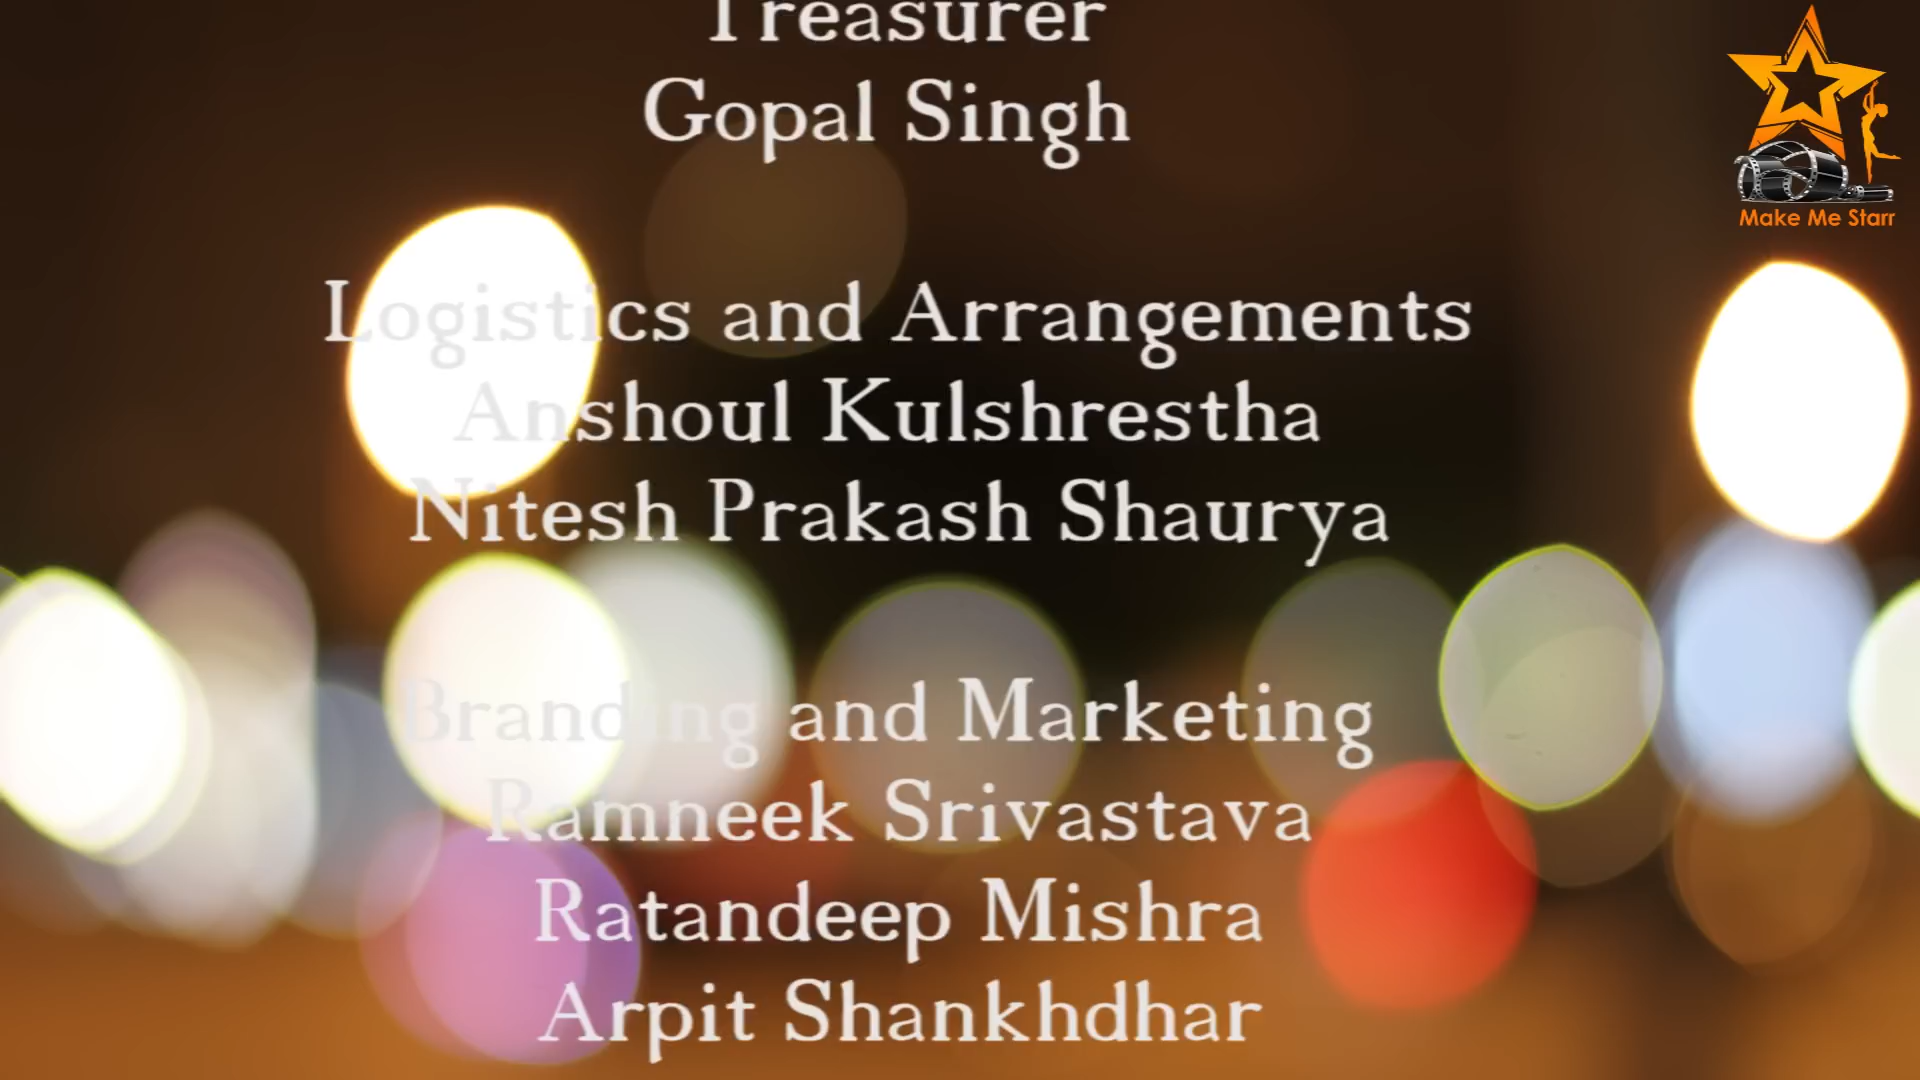 Treasurer
Gopal Singh
Make Me Starr
Logistics and Arrangements
Anshoul Kulshrestha
Nitesh Prakash Shaurya
Branding and Marketing
Ramneek Srivastava
Ratandeep Mishra
Arpit Shankhdhar